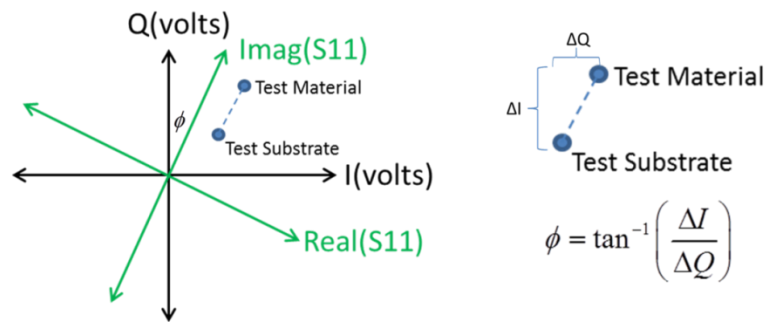 Q(volts)
Imag(S11)
Test Material
ϕ
Test Substrate
I(volts)
Real(S11)
ΔQ
Test Material
ΔI
Test Substrate
ϕ = tan⁻¹(ΔI/ΔQ)